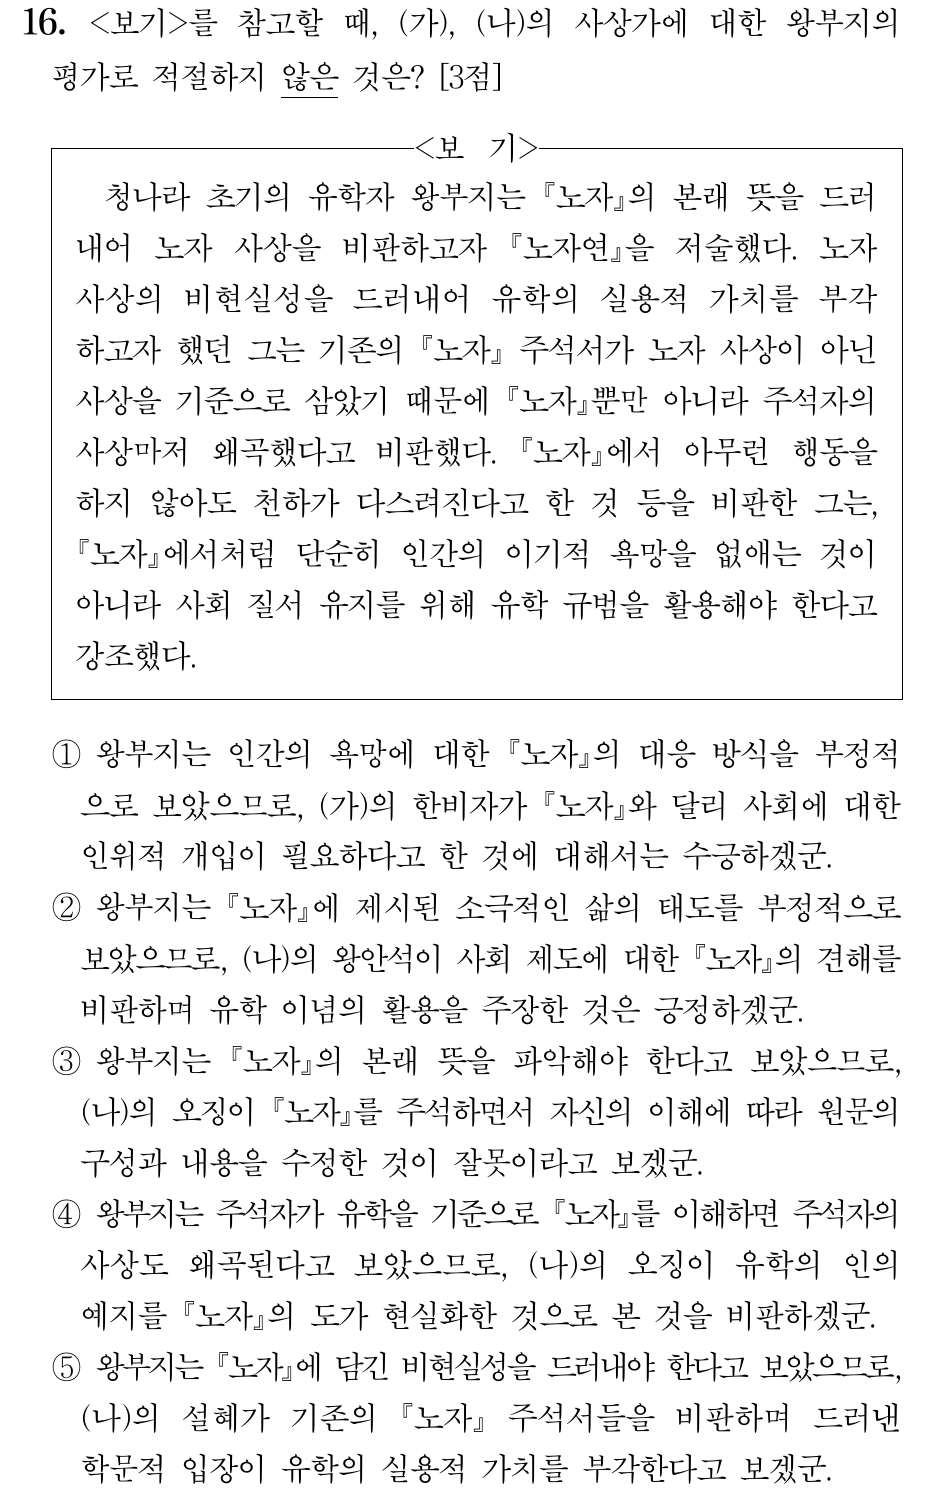 16. <보기>를 참고할 때, (가), (나)의 사상가에 대한 왕부지의
평가로 적절하지 않은 것은? [3점]
<보 기>
청나라 초기의 유학자 왕부지는 『노자』의 본래 뜻을 드러
내어 노자 사상을 비판하고자 『노자연』을 저술했다. 노자
사상의 비현실성을 드러내어 유학의 실용적 가치를 부각
하고자 했던 그는 기존의 『노자』 주석서가 노자 사상이 아닌
사상을 기준으로 삼았기 때문에 『노자』뿐만 아니라 주석자의
사상마저 왜곡했다고 비판했다. 『노자』에서 아무런 행동을
하지 않아도 천하가 다스려진다고 한 것 등을 비판한 그는,
『노자』에서처럼 단순히 인간의 이기적 욕망을 없애는 것이
아니라 사회 질서 유지를 위해 유학 규범을 활용해야 한다고
강조했다.
① 왕부지는 인간의 욕망에 대한 『노자』의 대응 방식을 부정적
으로 보았으므로, (가)의 한비자가 『노자』와 달리 사회에 대한
인위적 개입이 필요하다고 한 것에 대해서는 수긍하겠군.
② 왕부지는 『노자』에 제시된 소극적인 삶의 태도를 부정적으로
보았으므로, (나)의 왕안석이 사회 제도에 대한 『노자』의 견해를
비판하며 유학 이념의 활용을 주장한 것은 긍정하겠군.
③ 왕부지는 『노자』의 본래 뜻을 파악해야 한다고 보았으므로,
(나)의 오징이 『노자』를 주석하면서 자신의 이해에 따라 원문의
구성과 내용을 수정한 것이 잘못이라고 보겠군.
④ 왕부지는 주석자가 유학을 기준으로 『노자』를 이해하면 주석자의
사상도 왜곡된다고 보았으므로, (나)의 오징이 유학의 인의
예지를 『노자』의 도가 현실화한 것으로 본 것을 비판하겠군.
⑤ 왕부지는 『노자』에 담긴 비현실성을 드러내야 한다고 보았으므로,
(나)의 설혜가 기존의 『노자』 주석서들을 비판하며 드러낸
학문적 입장이 유학의 실용적 가치를 부각한다고 보겠군.